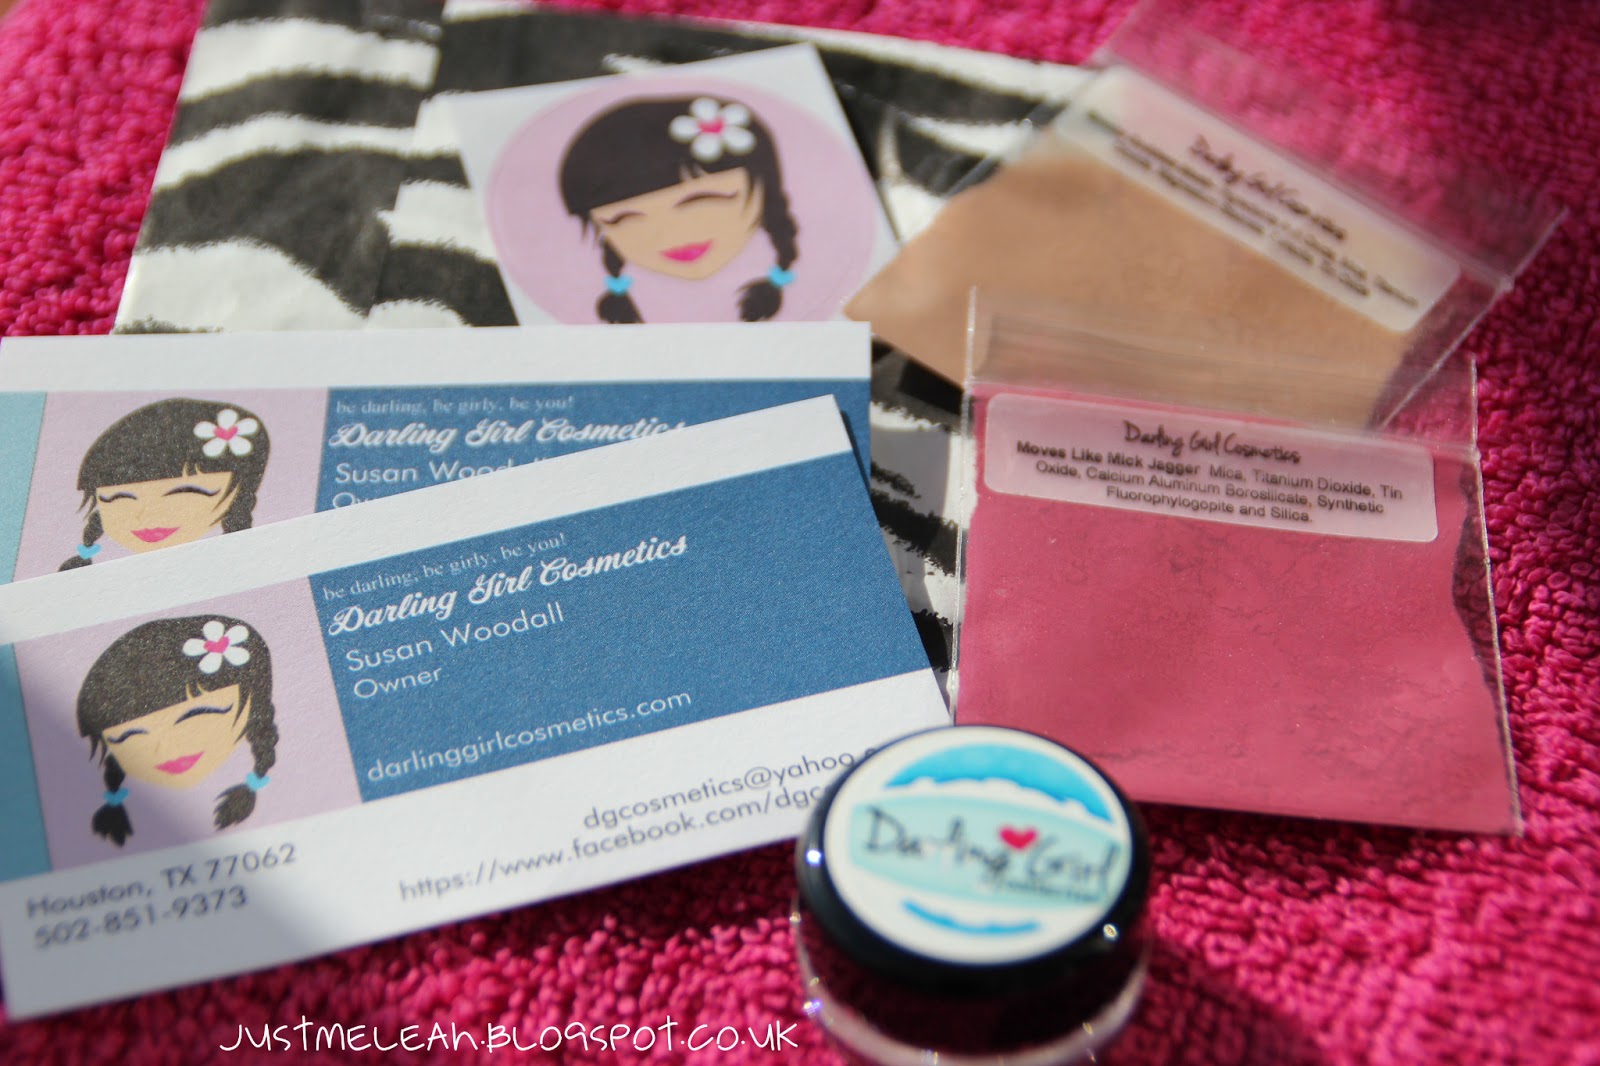 be darling, be girly, be you!
Darling Girl Cosmetics
Susan
be darling, be girly, be you!
Darling Girl Cosmetics
Susan Woodall
Owner
darlinggirlcosmetics.com
dgcosmetics@yahoo
https://www.facebook.com/dgc
Houston, TX 77062
502-851-9373
Darling Girl Cosmetics
Darling Girl Cosmetics
Moves Like Mick Jagger Mica, Titanium Dioxide, Tin
Oxide, Calcium Aluminum Borosilicate, Synthetic
Fluorophylogopite and Silica.
Darling Girl
JUSTMELEAH.BLOGSPOT.CO.UK